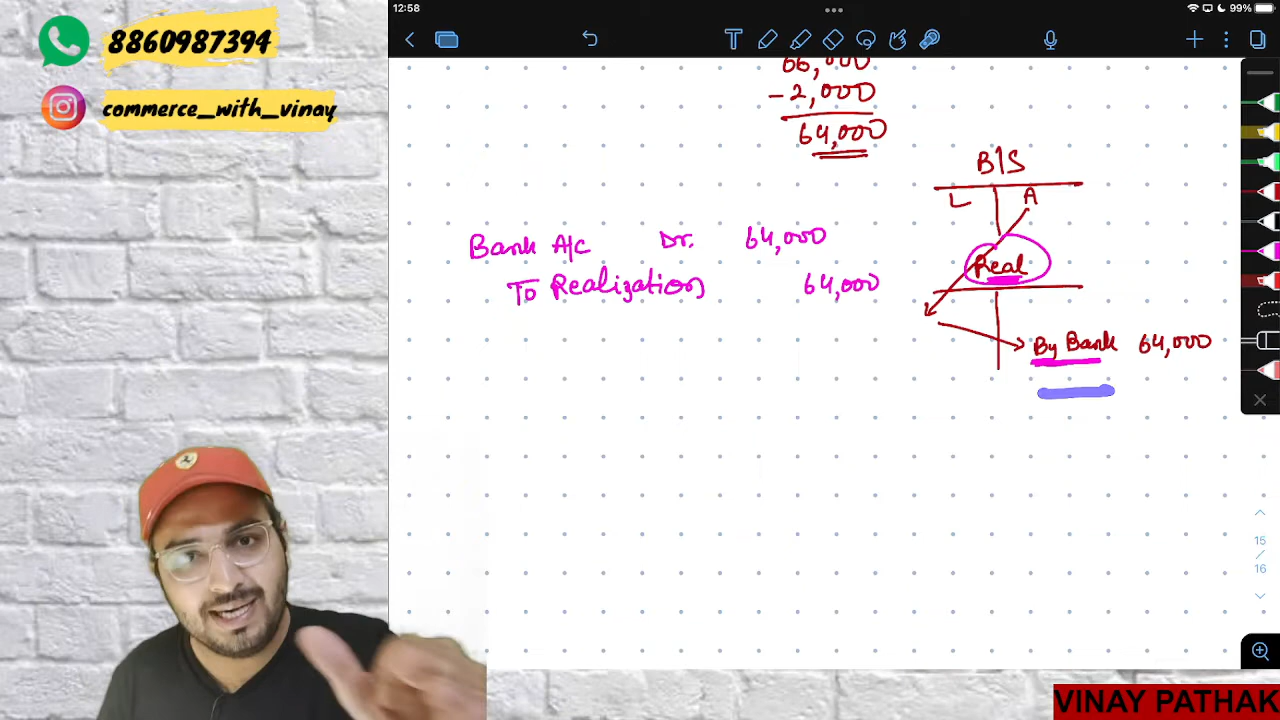 8860987394
commerce_with_vinay
12:58
99%
66,000
-2,000
64,000
B/S
L A
Bank A/c Dr. 64,000
To Realization 64,000
Real
By Bank 64,000
T
15
/
16
VINAY PATHAK